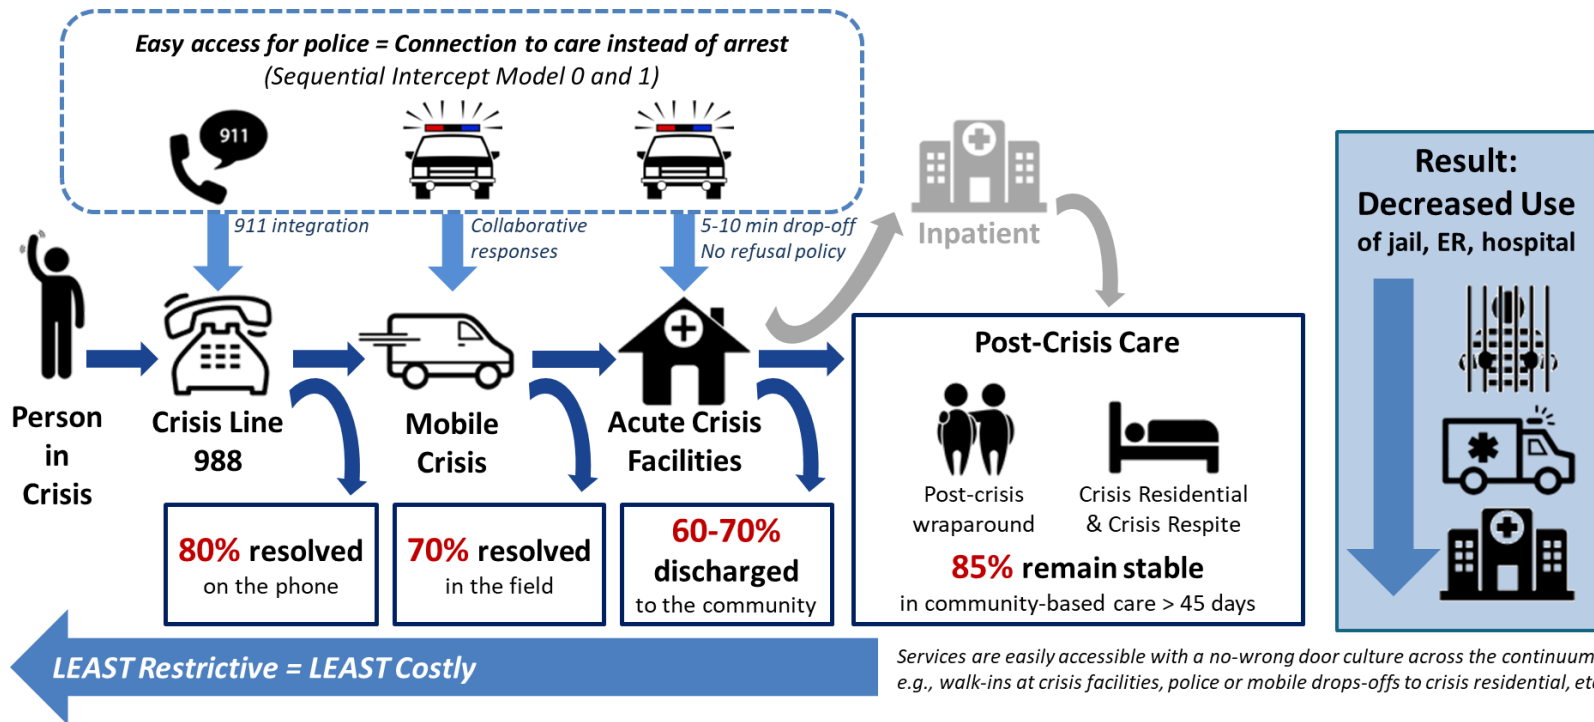 Easy access for police = Connection to care instead of arrest
(Sequential Intercept Model 0 and 1)
911
911 integration
Collaborative
responses
5-10 min drop-off
No refusal policy
Inpatient
Person
in
Crisis
Crisis Line
988
Mobile
Crisis
Acute Crisis
Facilities
80% resolved
on the phone
70% resolved
in the field
60-70%
discharged
to the community
Post-Crisis Care
Post-crisis
wraparound
Crisis Residential
& Crisis Respite
85% remain stable
in community-based care > 45 days
Result:
Decreased Use
of jail, ER, hospital
LEAST Restrictive = LEAST Costly
Services are easily accessible with a no-wrong door culture across the continuum
e.g., walk-ins at crisis facilities, police or mobile drops-offs to crisis residential,